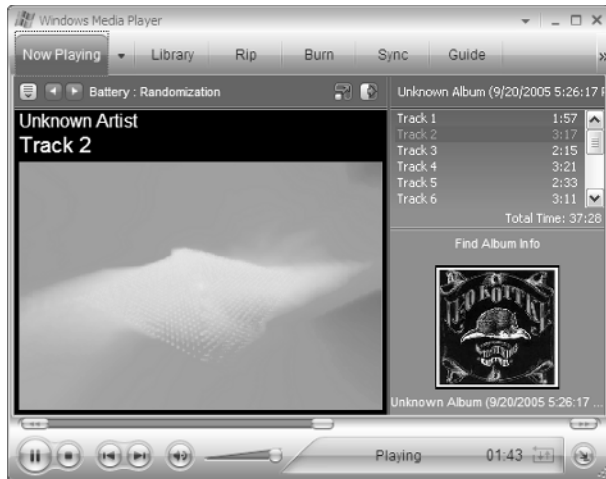 Windows Media Player
Now Playing Library Rip Burn Sync Guide
Battery : Randomization
Unknown Artist
Track 2
Unknown Album (9/20/2005 5:26:17
Track 1 1:57
Track 2 3:17
Track 3 2:15
Track 4 3:21
Track 5 2:33
Track 6 3:11
Total Time: 37:28
Find Album Info
Unknown Album (9/20/2005 5:26:17 ...
Playing 01:43